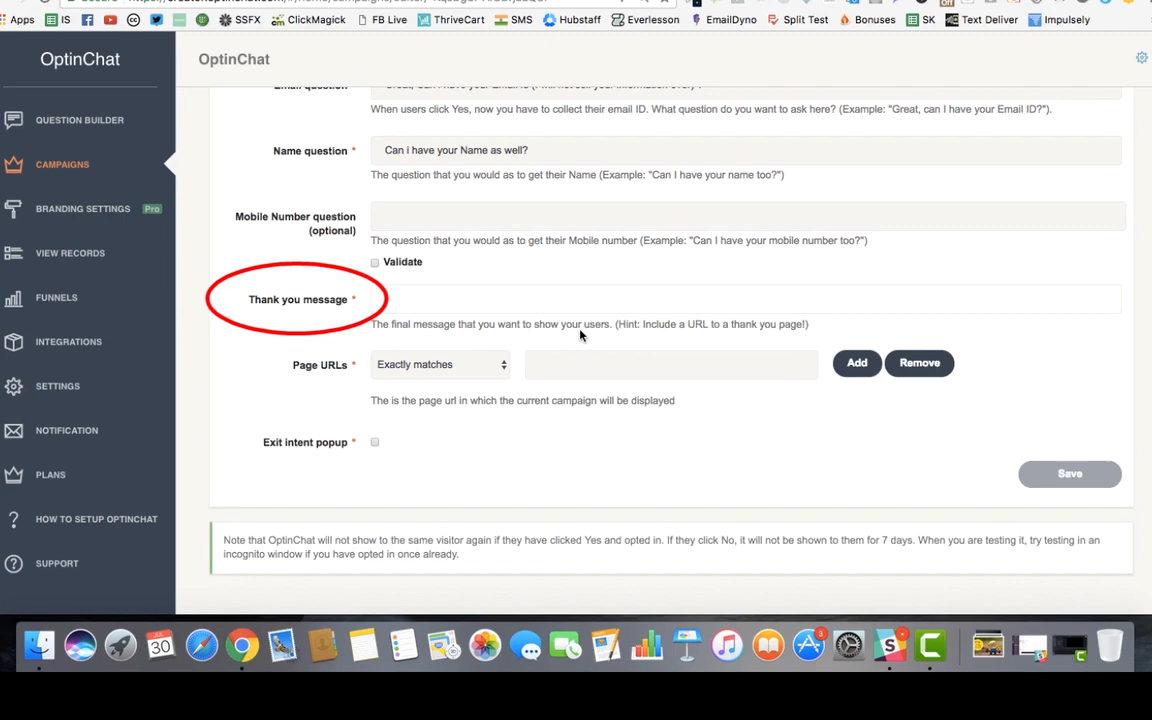 Apps IS FB Live ThriveCart SMS Hubstaff Everlesson EmailDyno Split Test Bonuses SK Text Deliver Impulsely
SSFX ClickMagick
OptinChat
OptinChat
QUESTION BUILDER
CAMPAIGNS
BRANDING SETTINGS Pro
VIEW RECORDS
FUNNELS
INTEGRATIONS
SETTINGS
NOTIFICATION
PLANS
HOW TO SETUP OPTINCHAT
SUPPORT
Email question
When users click Yes, now you have to collect their email ID. What question do you want to ask here? (Example: "Great, can I have your Email ID?").
Name question *
Can i have your Name as well?
The question that you would as to get their Name (Example: "Can I have your name too?")
Mobile Number question
(optional)
The question that you would as to get their Mobile number (Example: "Can I have your mobile number too?")
Validate
Thank you message *
The final message that you want to show your users. (Hint: Include a URL to a thank you page!)
Page URLs * Exactly matches Add Remove
The is the page url in which the current campaign will be displayed
Exit intent popup *
Save
Note that OptinChat will not show to the same visitor again if they have clicked Yes and opted in. If they click No, it will not be shown to them for 7 days. When you are testing it, try testing in an
incognito window if you have opted in once already.
30
3